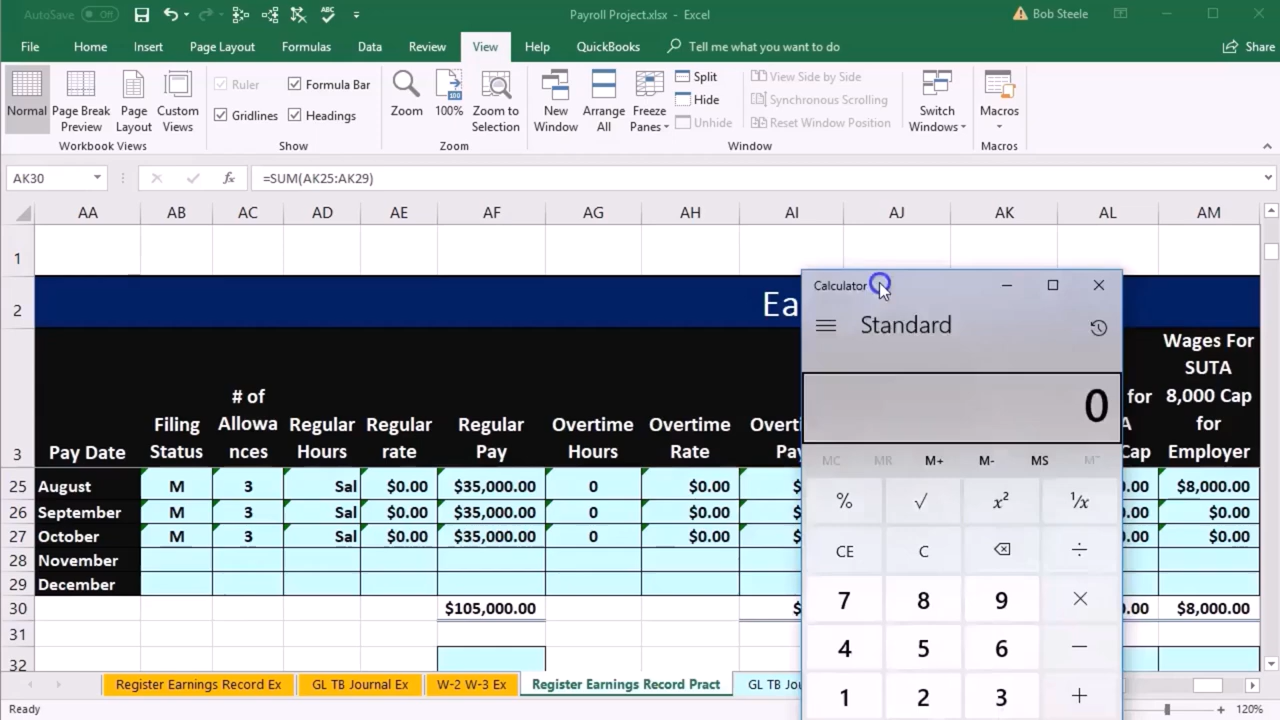 AutoSave Off Payroll Project.xlsx - Excel Bob Steele
File Home Insert Page Layout Formulas Data Review View Help QuickBooks Tell me what you want to do Share
Normal Page Break Preview Page Layout Custom Views
Workbook Views
Ruler Formula Bar
Gridlines Headings
Show
Zoom 100% Zoom to Selection
Zoom
New Window Arrange All Freeze Panes
Split
Hide
Unhide
View Side by Side
Synchronous Scrolling
Reset Window Position
Window
Switch Windows
Macros
Macros
AK30 fx =SUM(AK25:AK29)
AA AB AC AD AE AF AG AH AI AJ AK AL AM
1
2 Ea
3 Pay Date
Filing Status
# of Allowa nces
Regular Hours
Regular rate
Regular Pay
Overtime Hours
Overtime Rate
Overti Pa
for
A
Cap
Wages For SUTA 8,000 Cap for Employer
25 August M 3 Sal $0.00 $35,000.00 0 $0.00 $ .00 $8,000.00
26 September M 3 Sal $0.00 $35,000.00 0 $0.00 $ .00 $0.00
27 October M 3 Sal $0.00 $35,000.00 0 $0.00 $ .00 $0.00
28 November
29 December
30 $105,000.00 $ .00 $8,000.00
31
32
Calculator
Standard
0
MC MR M+ M- MS M
% √ x² ¹/x
CE C ÷
7 8 9 ×
4 5 6 −
1 2 3 +
Register Earnings Record Ex GL TB Journal Ex W-2 W-3 Ex Register Earnings Record Pract GL TB Jou
Ready 120%